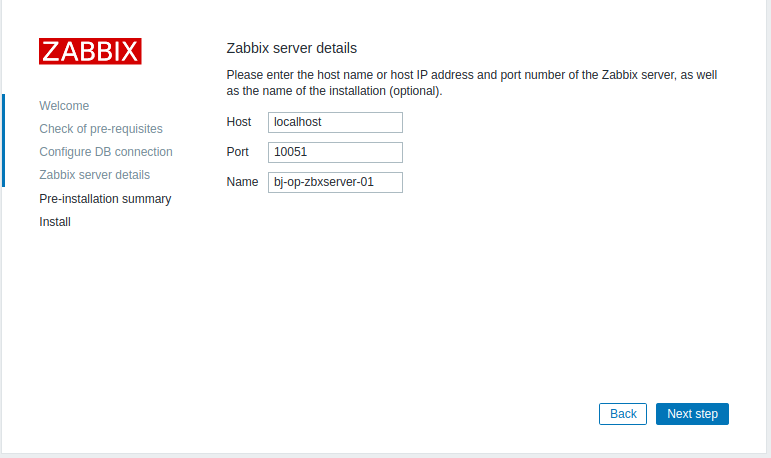 ZABBIX
Welcome
Check of pre-requisites
Configure DB connection
Zabbix server details
Pre-installation summary
Install
Zabbix server details
Please enter the host name or host IP address and port number of the Zabbix server, as well
as the name of the installation (optional).
Host localhost
Port 10051
Name bj-op-zbxserver-01
Back Next step